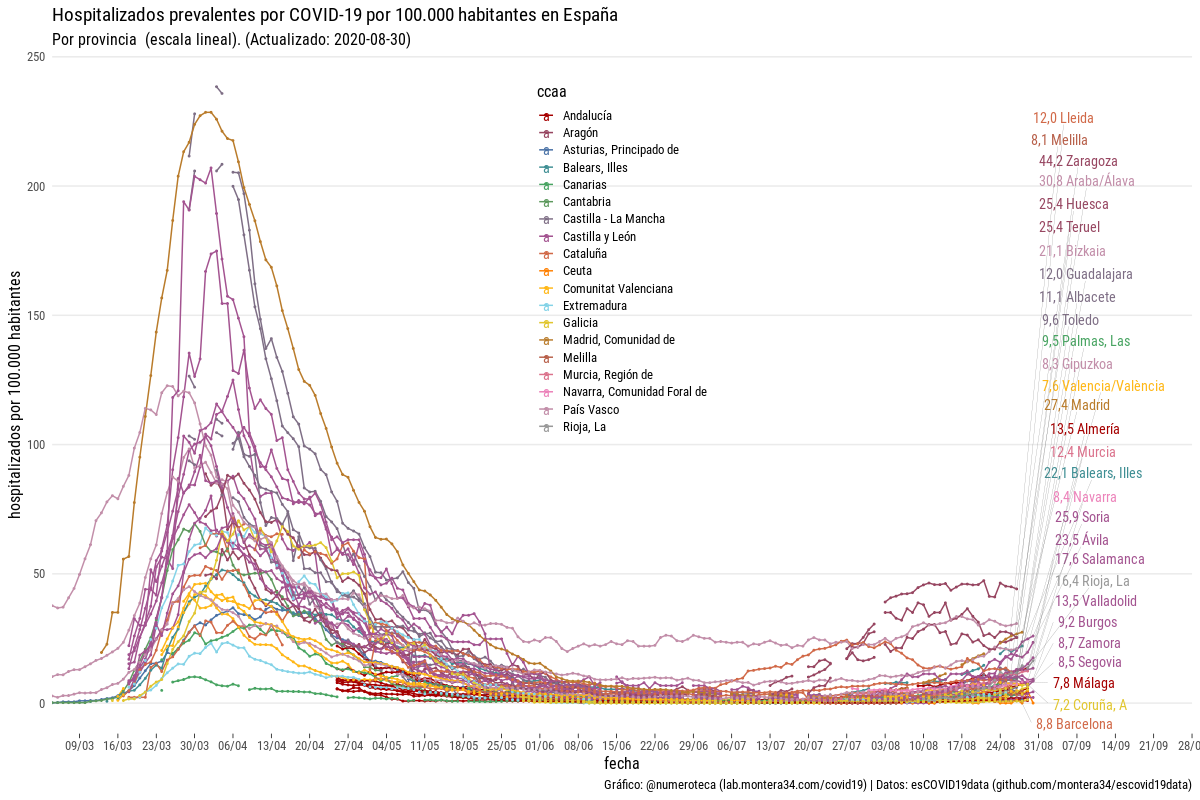 Hospitalizados prevalentes por COVID-19 por 100.000 habitantes en España
Por provincia (escala lineal). (Actualizado: 2020-08-30)
hospitalizados por 100.000 habitantes
250
200
150
100
50
0
ccaa
Andalucía
Aragón
Asturias, Principado de
Balears, Illes
Canarias
Cantabria
Castilla - La Mancha
Castilla y León
Cataluña
Ceuta
Comunitat Valenciana
Extremadura
Galicia
Madrid, Comunidad de
Melilla
Murcia, Región de
Navarra, Comunidad Foral de
País Vasco
Rioja, La
12,0 Lleida
8,1 Melilla
44,2 Zaragoza
30,8 Araba/Álava
25,4 Huesca
25,4 Teruel
21,1 Bizkaia
12,0 Guadalajara
11,1 Albacete
9,6 Toledo
9,5 Palmas, Las
8,3 Gipuzkoa
7,6 Valencia/València
27,4 Madrid
13,5 Almería
12,4 Murcia
22,1 Balears, Illes
8,4 Navarra
25,9 Soria
23,5 Ávila
17,6 Salamanca
16,4 Rioja, La
13,5 Valladolid
9,2 Burgos
8,7 Zamora
8,5 Segovia
7,8 Málaga
7,2 Coruña, A
8,8 Barcelona
09/03 16/03 23/03 30/03 06/04 13/04 20/04 27/04 04/05 11/05 18/05 25/05 01/06 08/06 15/06 22/06 29/06 06/07 13/07 20/07 27/07 03/08 10/08 17/08 24/08 31/08 07/09 14/09 21/09 28/0
fecha
Gráfico: @numeroteca (lab.montera34.com/covid19) | Datos: esCOVID19data (github.com/montera34/escovid19data)